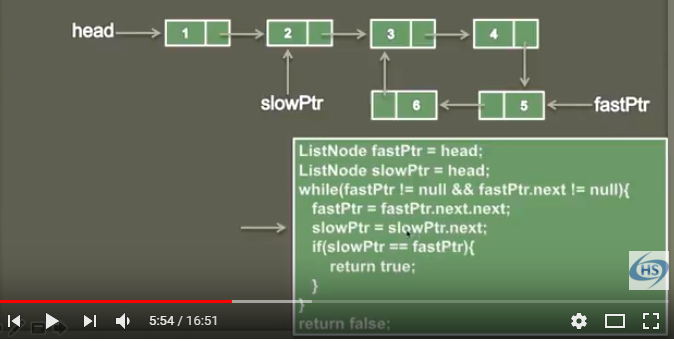 head 1 2 3 4
slowPtr 6 5 fastPtr
ListNode fastPtr = head;
ListNode slowPtr = head;
while(fastPtr != null && fastPtr.next != null){
fastPtr = fastPtr.next.next;
slowPtr = slowPtr.next;
if(slowPtr == fastPtr){
return true;
}
}
return false;
HS
5:54 / 16:51